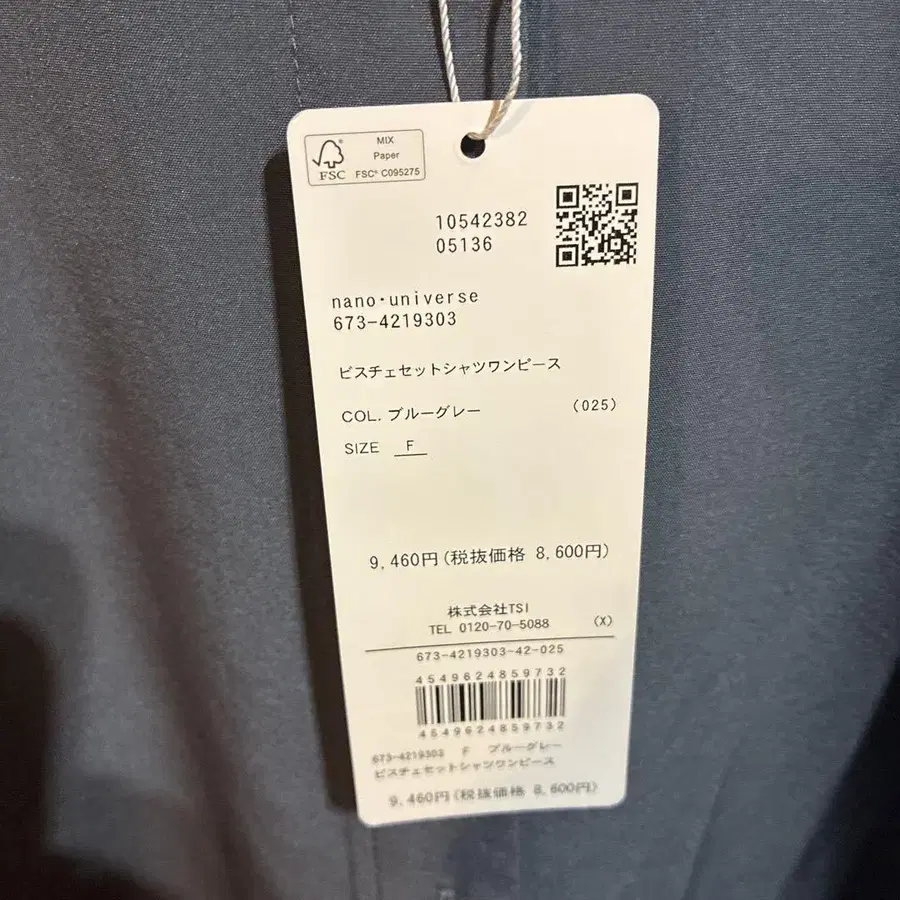 MIX
Paper
FSC® C095275
FSC
10542382
05136
nano・universe
673-4219303
ビスチェセットシャツワンピース
COL. ブルーグレー (025)
SIZE F
9,460円(税抜価格 8,600円)
株式会社TSI
TEL 0120-70-5088 (X)
673-4219303-42-025
4549624859732
4549624859732
673-4219303 F ブルーグレー
ビスチェセットシャツワンピース
9,460円(税抜価格 8,600円)